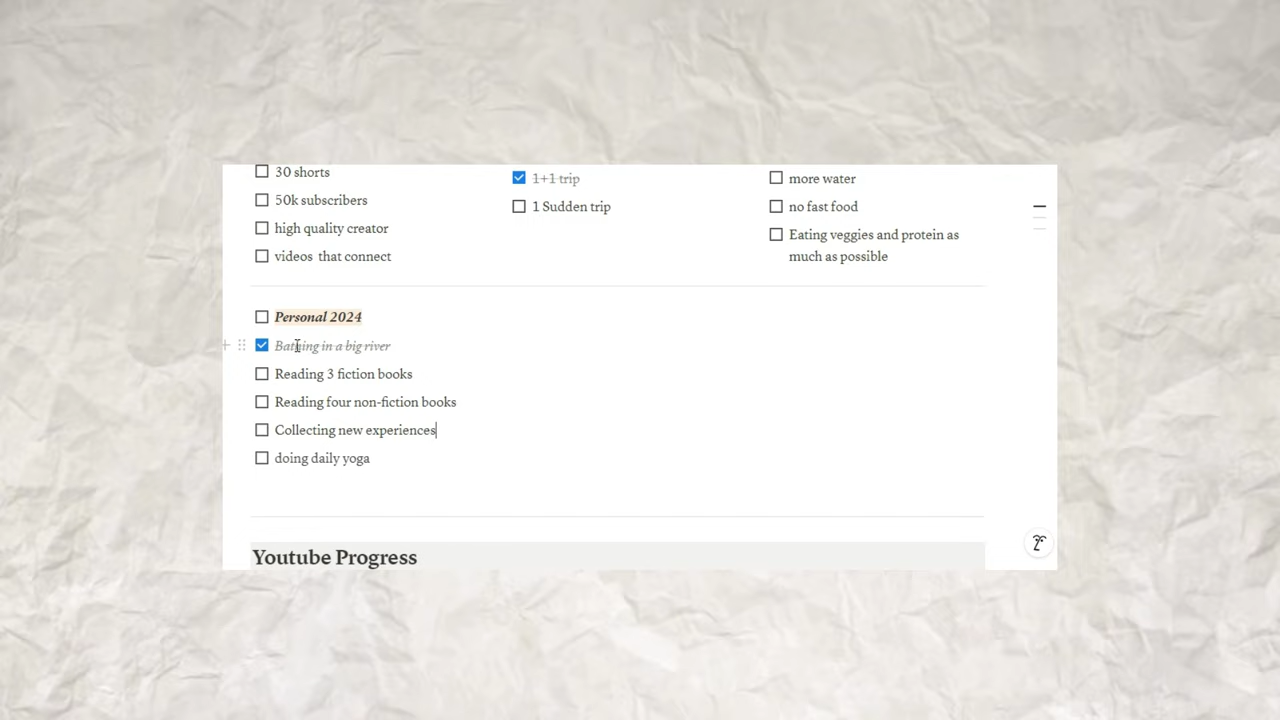 30 shorts
50k subscribers
high quality creator
videos that connect
1+1 trip
1 Sudden trip
more water
no fast food
Eating veggies and protein as
much as possible
Personal 2024
Bathing in a big river
Reading 3 fiction books
Reading four non-fiction books
Collecting new experiences
doing daily yoga
Youtube Progress